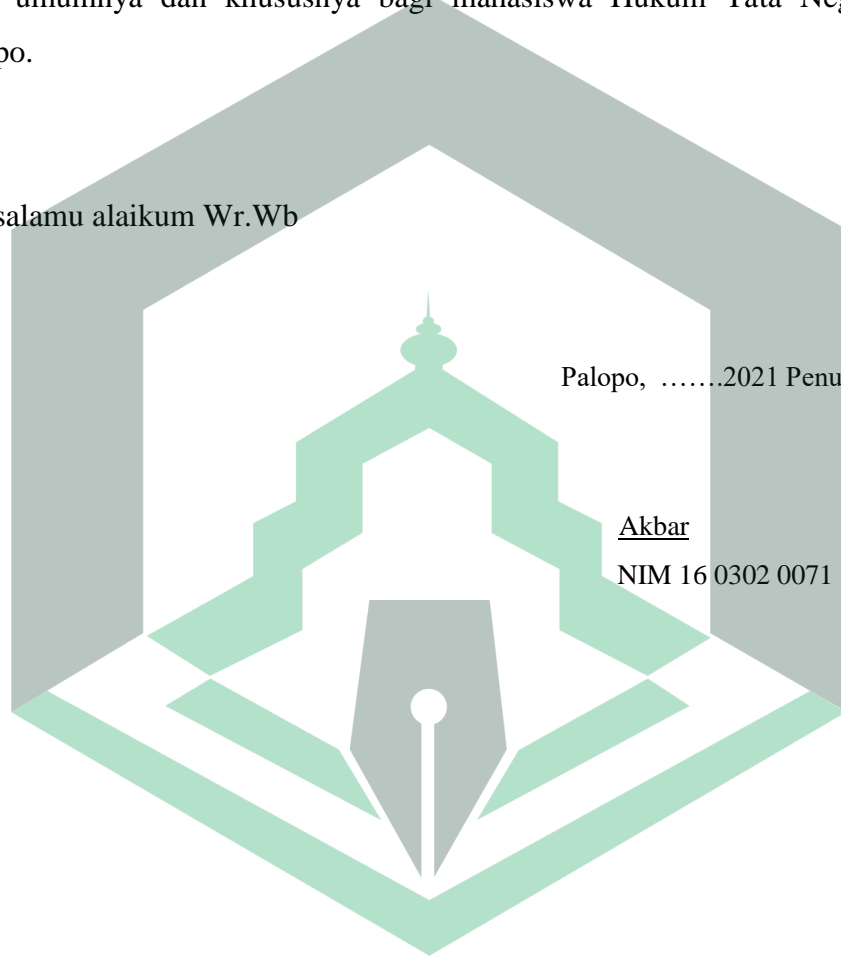 umumnya dan khususnya bagi mahasiswa Hukum Tata Neg
po.
salamu alaikum Wr.Wb
Palopo, …….2021 Penu
Akbar
NIM 16 0302 0071